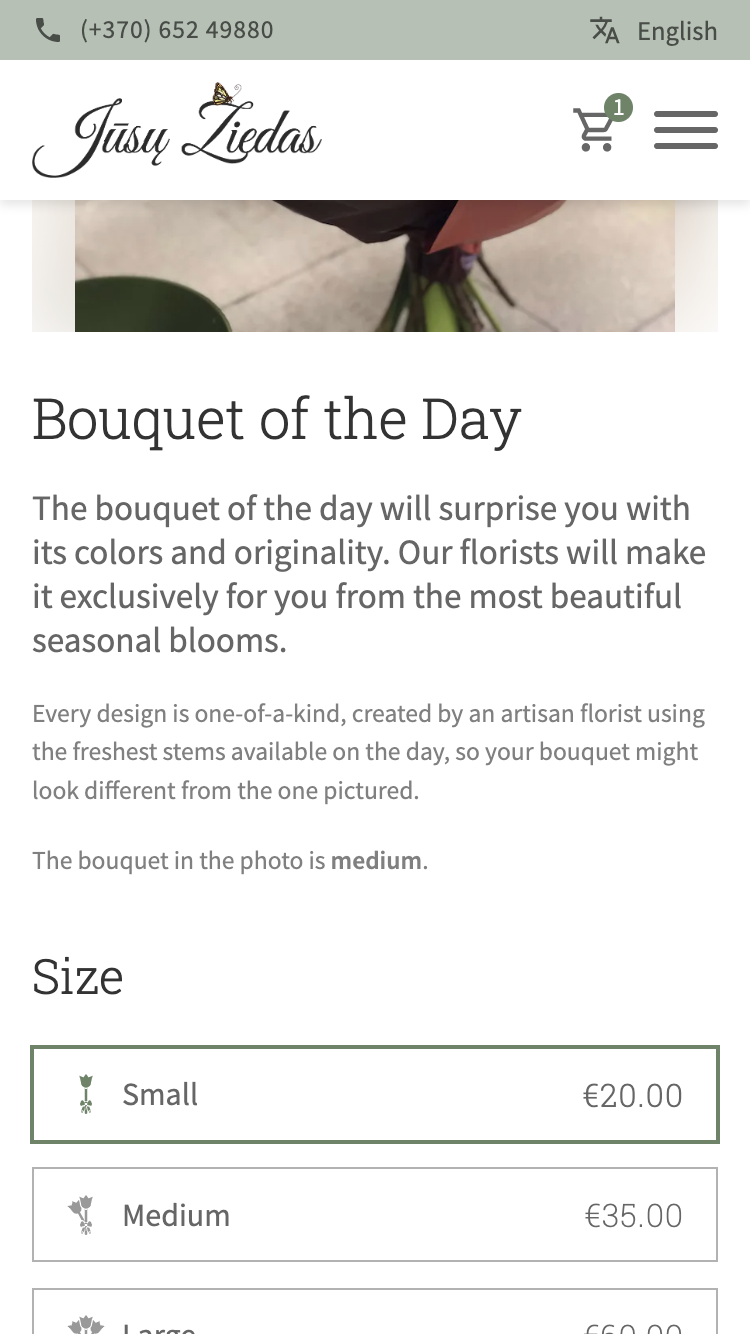 (+370) 652 49880
English
Jūsų Žiedas
1
Bouquet of the Day
The bouquet of the day will surprise you with
its colors and originality. Our florists will make
it exclusively for you from the most beautiful
seasonal blooms.
Every design is one-of-a-kind, created by an artisan florist using
the freshest stems available on the day, so your bouquet might
look different from the one pictured.
The bouquet in the photo is medium.
Size
Small €20.00
Medium €35.00
Large €60.00